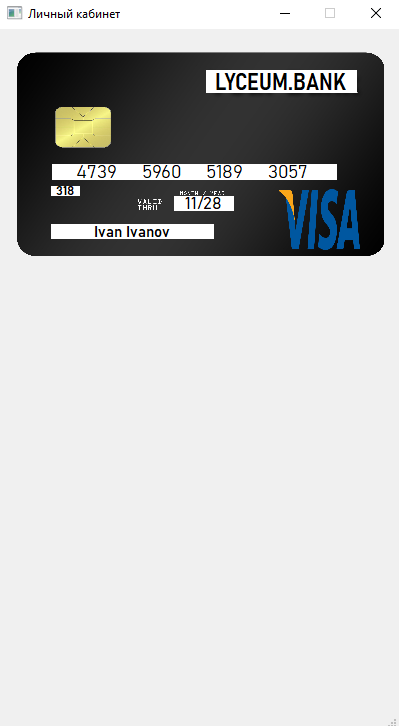 Личный кабинет
LYCEUM.BANK
4739 5960 5189 3057
318
MONTH / YEAR
VALID
THRU
11/28
Ivan Ivanov
VISA